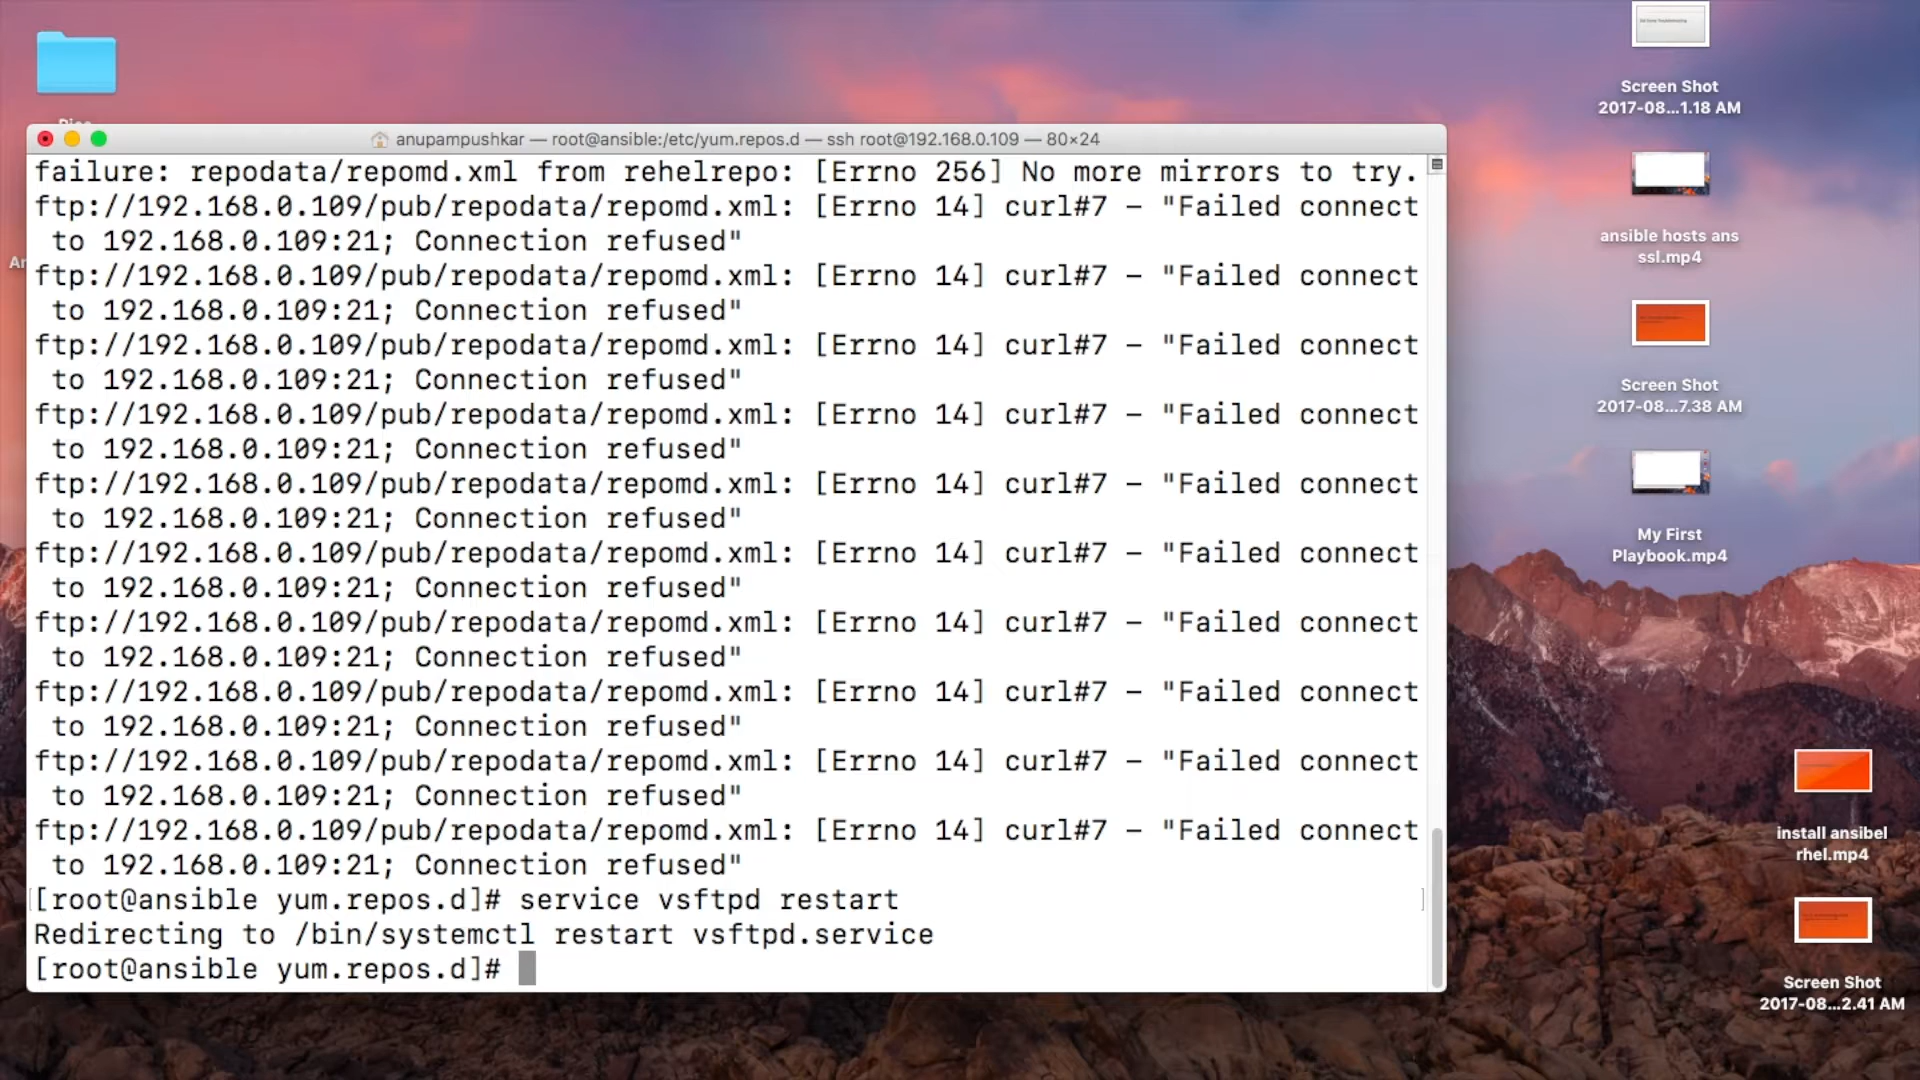 Screen Shot
2017-08...1.18 AM
anupampushkar — root@ansible:/etc/yum.repos.d — ssh root@192.168.0.109 — 80×24
failure: repodata/repomd.xml from rehelrepo: [Errno 256] No more mirrors to try.
ftp://192.168.0.109/pub/repodata/repomd.xml: [Errno 14] curl#7 - "Failed connect
to 192.168.0.109:21; Connection refused"
ftp://192.168.0.109/pub/repodata/repomd.xml: [Errno 14] curl#7 - "Failed connect
to 192.168.0.109:21; Connection refused"
ftp://192.168.0.109/pub/repodata/repomd.xml: [Errno 14] curl#7 - "Failed connect
to 192.168.0.109:21; Connection refused"
ftp://192.168.0.109/pub/repodata/repomd.xml: [Errno 14] curl#7 - "Failed connect
to 192.168.0.109:21; Connection refused"
ftp://192.168.0.109/pub/repodata/repomd.xml: [Errno 14] curl#7 - "Failed connect
to 192.168.0.109:21; Connection refused"
ftp://192.168.0.109/pub/repodata/repomd.xml: [Errno 14] curl#7 - "Failed connect
to 192.168.0.109:21; Connection refused"
ftp://192.168.0.109/pub/repodata/repomd.xml: [Errno 14] curl#7 - "Failed connect
to 192.168.0.109:21; Connection refused"
ftp://192.168.0.109/pub/repodata/repomd.xml: [Errno 14] curl#7 - "Failed connect
to 192.168.0.109:21; Connection refused"
ftp://192.168.0.109/pub/repodata/repomd.xml: [Errno 14] curl#7 - "Failed connect
to 192.168.0.109:21; Connection refused"
ftp://192.168.0.109/pub/repodata/repomd.xml: [Errno 14] curl#7 - "Failed connect
to 192.168.0.109:21; Connection refused"
[root@ansible yum.repos.d]# service vsftpd restart
Redirecting to /bin/systemctl restart vsftpd.service
[root@ansible yum.repos.d]#
ansible hosts ans
ssl.mp4
Screen Shot
2017-08...7.38 AM
My First
Playbook.mp4
install ansibel
rhel.mp4
Screen Shot
2017-08...2.41 AM